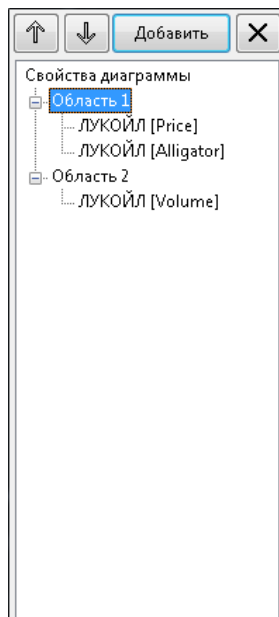 Добавить
Свойства диаграммы
Область 1
ЛУКОЙЛ [Price]
ЛУКОЙЛ [Alligator]
Область 2
ЛУКОЙЛ [Volume]